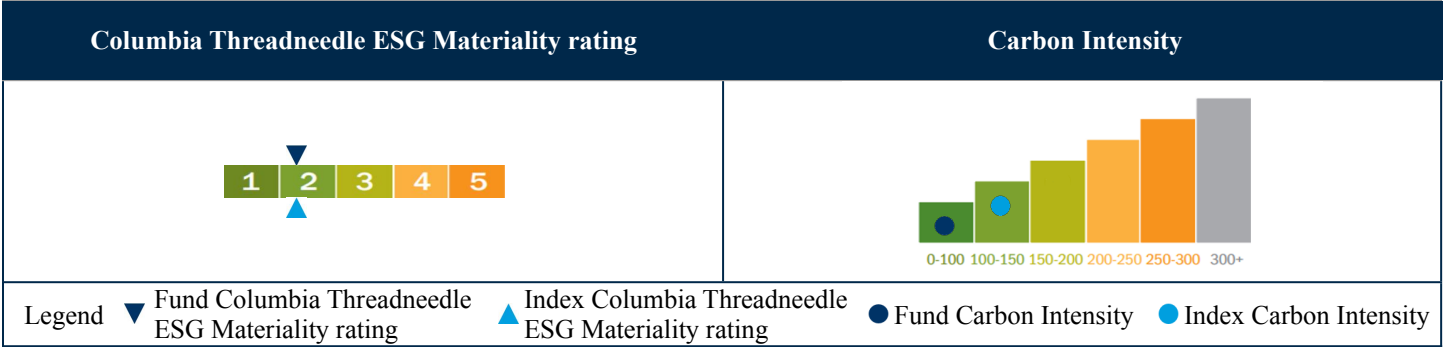 Columbia Threadneedle ESG Materiality rating
Carbon Intensity
1 2 3 4 5
0-100 100-150 150-200 200-250 250-300 300+
Legend
Fund Columbia Threadneedle
ESG Materiality rating
Index Columbia Threadneedle
ESG Materiality rating
Fund Carbon Intensity
Index Carbon Intensity